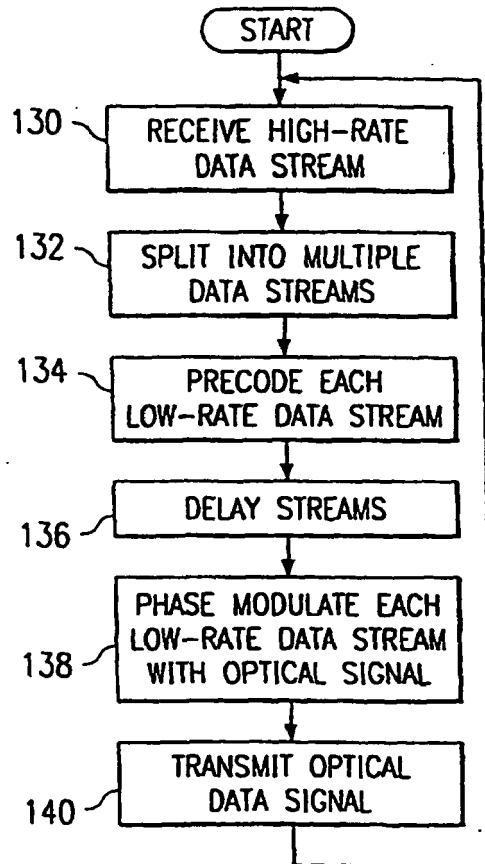 START
130
RECEIVE HIGH-RATE
DATA STREAM
132
SPLIT INTO MULTIPLE
DATA STREAMS
134
PRECODE EACH
LOW-RATE DATA STREAM
136
DELAY STREAMS
138
PHASE MODULATE EACH
LOW-RATE DATA STREAM
WITH OPTICAL SIGNAL
140
TRANSMIT OPTICAL
DATA SIGNAL